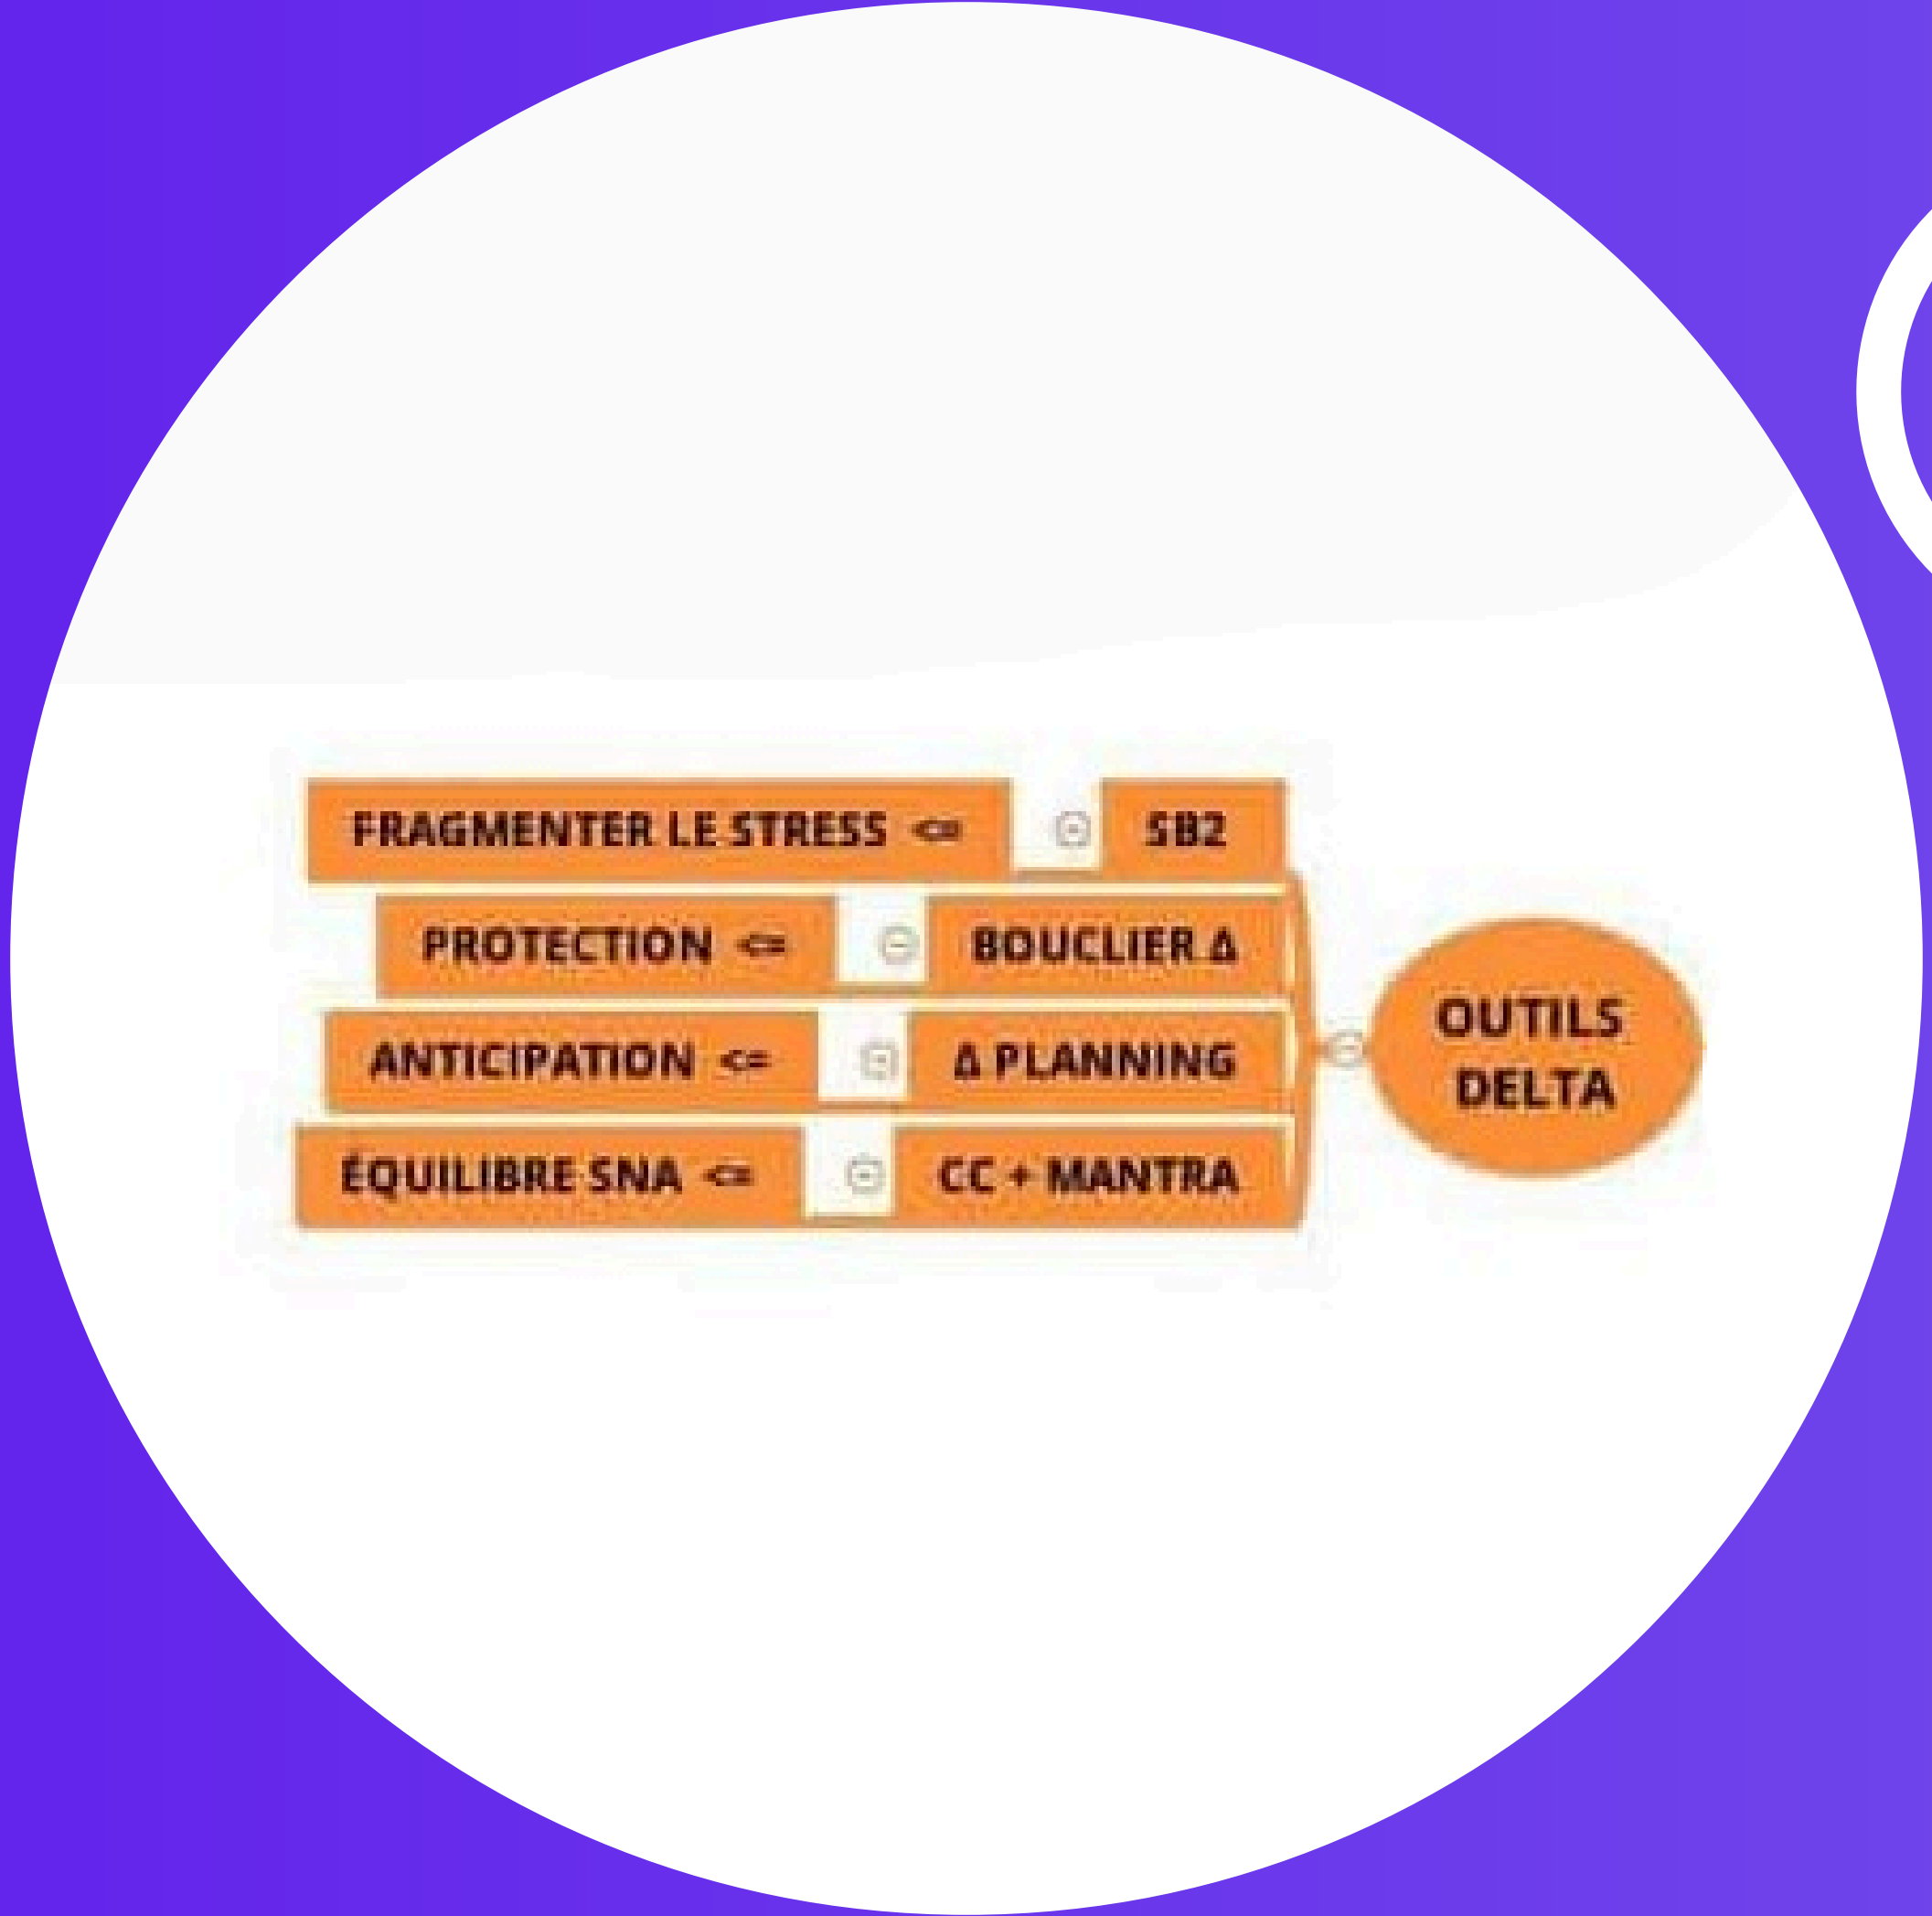 FRAGMENTER LE STRESS <= SB2
PROTECTION <= BOUCLIER Δ
ANTICIPATION <= Δ PLANNING
ÉQUILIBRE SNA <= CC + MANTRA
OUTILS
DELTA